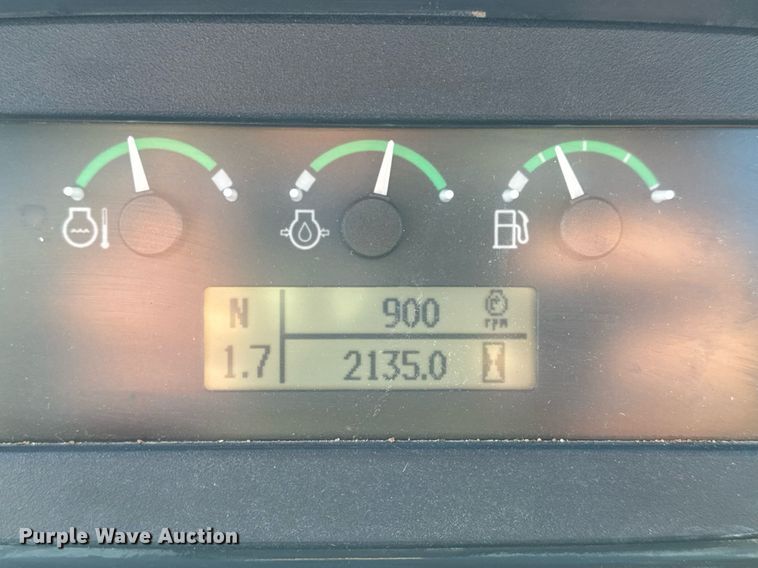 N 900
rpm
1.7 2135.0
Purple Wave Auction